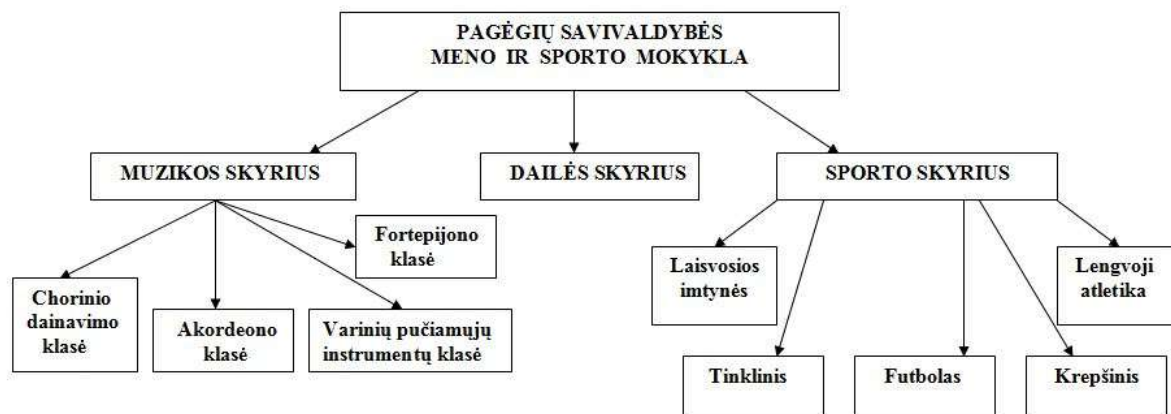 PAGĖGIŲ SAVIVALDYBĖS
MENO IR SPORTO MOKYKLA
MUZIKOS SKYRIUS
DAILĖS SKYRIUS
SPORTO SKYRIUS
Fortepijono
klasė
Chorinio
dainavimo
klasė
Akordeono
klasė
Varinių pučiamųjų
instrumentų klasė
Laisvosios
imtynės
Lengvoji
atletika
Tinklinis
Futbolas
Krepšinis